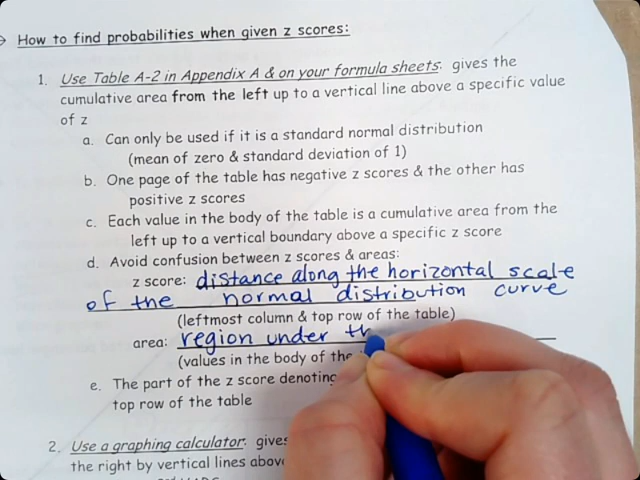 How to find probabilities when given z scores:
1. Use Table A-2 in Appendix A & on your formula sheets: gives the
cumulative area from the left up to a vertical line above a specific value
of z
a. Can only be used if it is a standard normal distribution
(mean of zero & standard deviation of 1)
b. One page of the table has negative z scores & the other has
positive z scores
c. Each value in the body of the table is a cumulative area from the
left up to a vertical boundary above a specific z score
d. Avoid confusion between z scores & areas:
z score: distance along the horizontal scale
of the normal distribution curve
(leftmost column & top row of the table)
area: region under th
(values in the body of the
e. The part of the z score denoting
top row of the table
2. Use a graphing calculator: gives
the right by vertical lines above